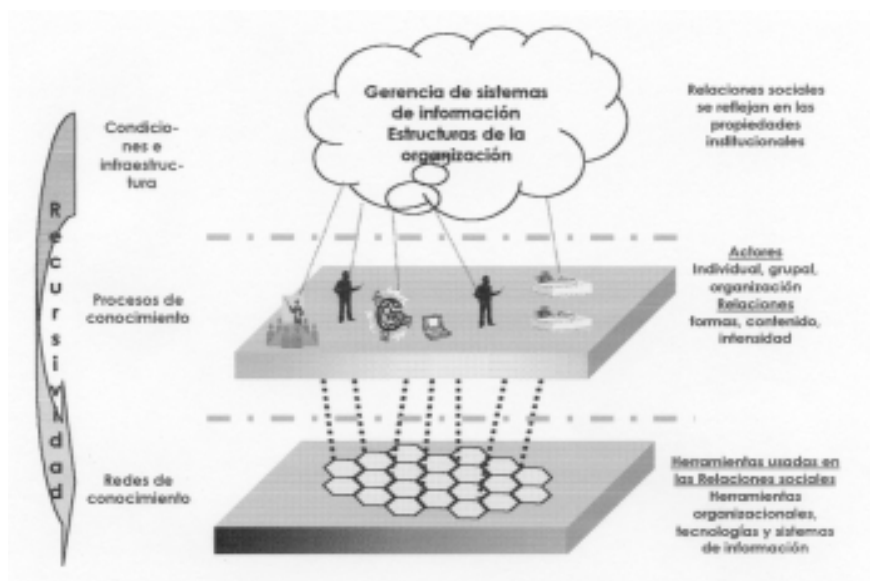 Gerencia de sistemas
de información
Estructuras de la
organización
Relaciones sociales
se reflejan en las
propiedades
institucionales
Condicio-
nes e
infraestruc-
tura
Recursividad
Actores
Individual, grupal,
organización
Relaciones
formas, contenido,
intensidad
Procesos de
conocimiento
Redes de
conocimiento
Herramientas usadas en
las Relaciones sociales
Herramientas
organizacionales,
tecnologías y sistemas
de información